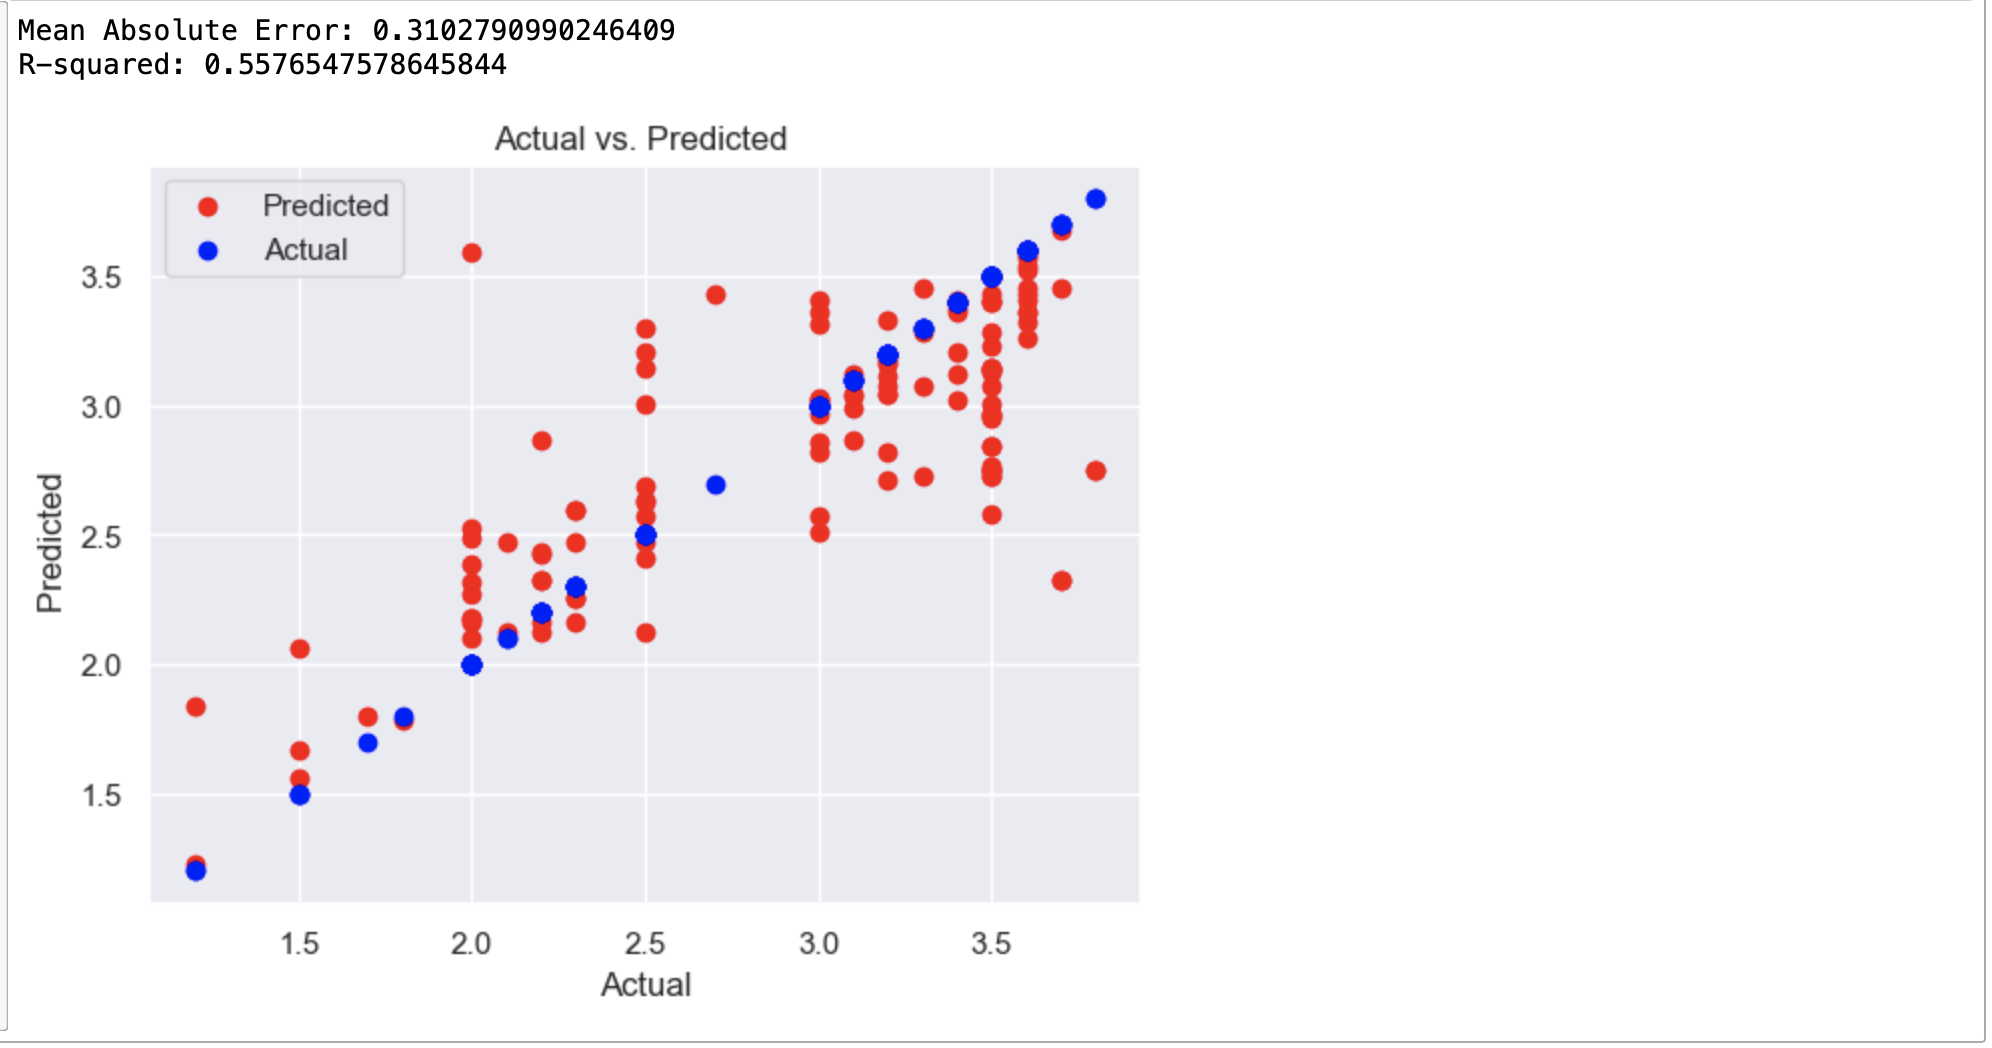 Mean Absolute Error: 0.3102790990246409
R-squared: 0.5576547578645844
Actual vs. Predicted
Predicted
Actual
3.5
3.0
2.5
2.0
1.5
Predicted
1.5 2.0 2.5 3.0 3.5
Actual